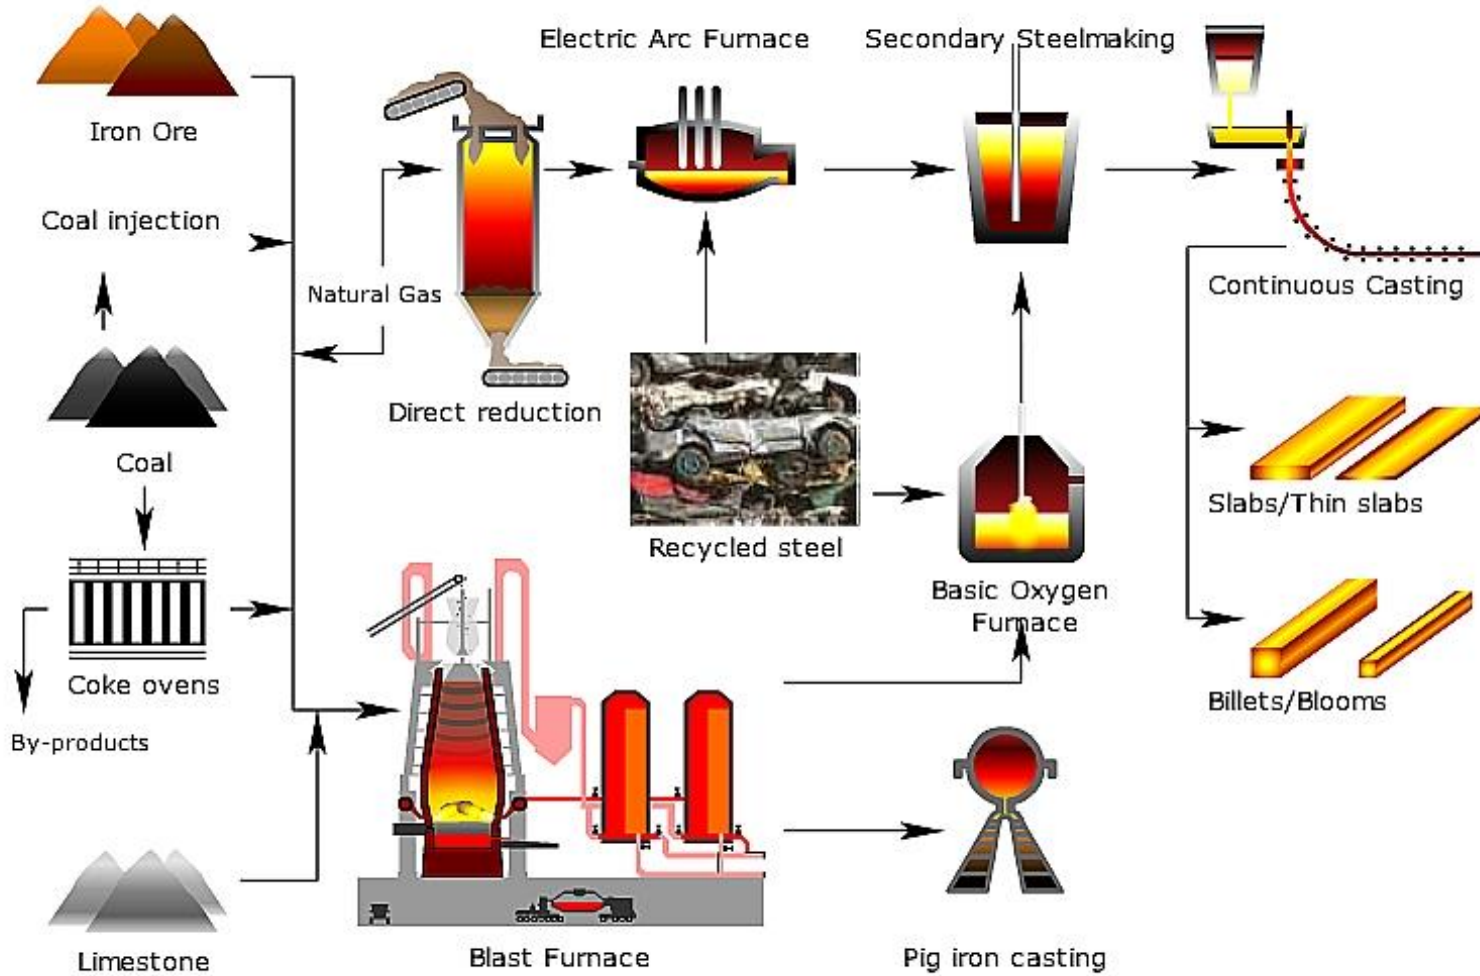 Electric Arc Furnace
Secondary Steelmaking
Iron Ore
Coal injection
Natural Gas
Continuous Casting
Direct reduction
Coal
Slabs/Thin slabs
Recycled steel
Basic Oxygen
Furnace
Coke ovens
Billets/Blooms
By-products
Blast Furnace
Pig iron casting
Limestone